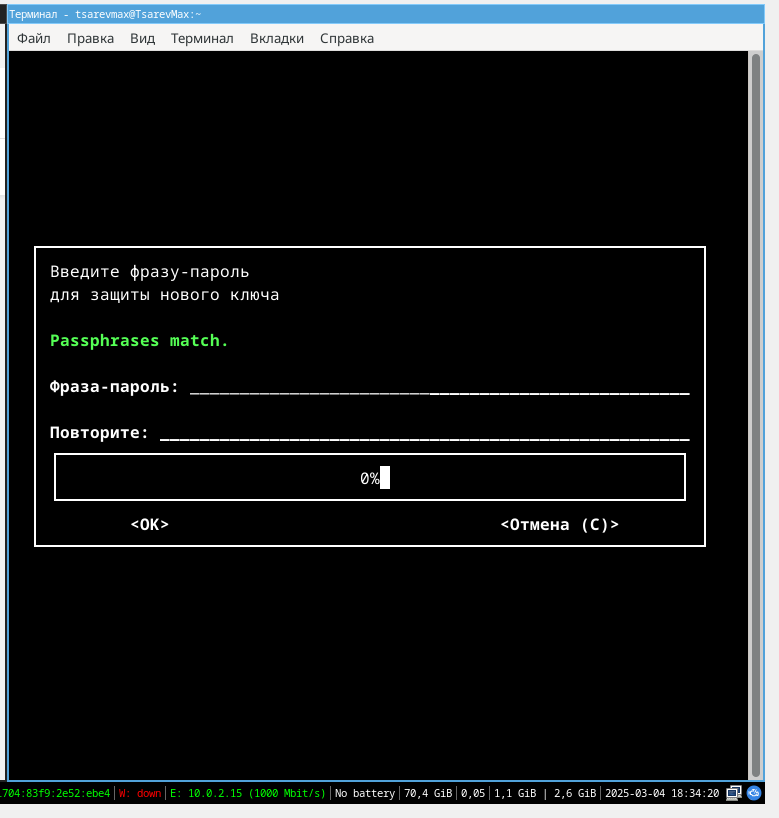 Терминал - tsarevmax@TsarevMax:~
Файл Правка Вид Терминал Вкладки Справка
Введите фразу-пароль
для защиты нового ключа
Passphrases match.
Фраза-пароль: __________________________________________________
Повторите: _____________________________________________________
0%
<OK> <Отмена (C)>
704:83f9:2e52:ebe4 | W: down | E: 10.0.2.15 (1000 Mbit/s) | No battery | 70,4 GiB | 0,05 | 1,1 GiB | 2,6 GiB | 2025-03-04 18:34:20